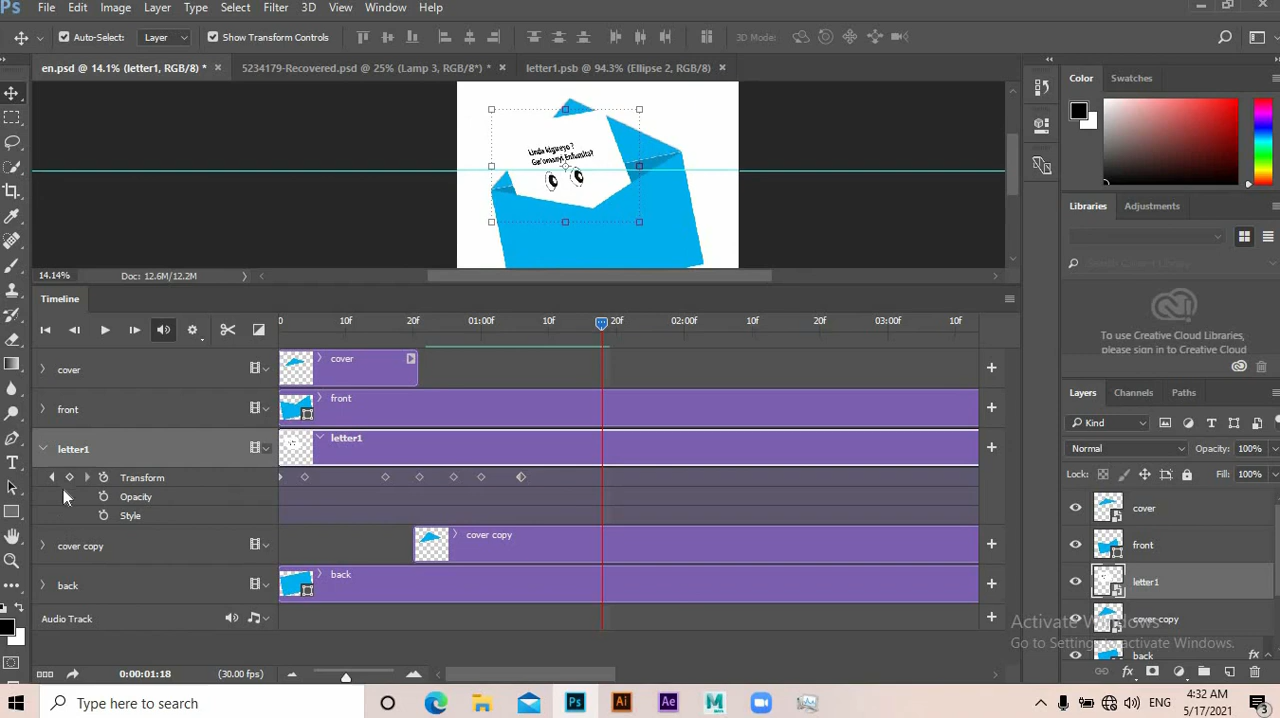 Ps File Edit Image Layer Type Select Filter 3D View Window Help
Auto-Select: Layer Show Transform Controls 3D Mode:
en.psd @ 14.1% (letter1, RGB/8) * × 5234179-Recovered.psd @ 25% (Lamp 3, RGB/8*) * × letter1.psb @ 94.3% (Ellipse 2, RGB/8) ×
14.14% Doc: 12.6M/12.2M
Timeline
0 10f 20f 01:00f 10f 20f 02:00f 10f 20f 03:00f 10f
cover cover
front front
letter1 letter1
Transform
Opacity
Style
cover copy cover copy
back back
Audio Track
0:00:01:18 (30.00 fps)
Color Swatches
Libraries Adjustments
To use Creative Cloud Libraries,
please sign in to Creative Cloud
Layers Channels Paths
Kind
Normal Opacity: 100%
Lock: Fill: 100%
cover
front
letter1
cover copy
back fx
fx
Activate Windows
Go to Settings to activate Windows.
Type here to search
Ps Ai Ae M
ENG 4:32 AM
5/17/2021
3